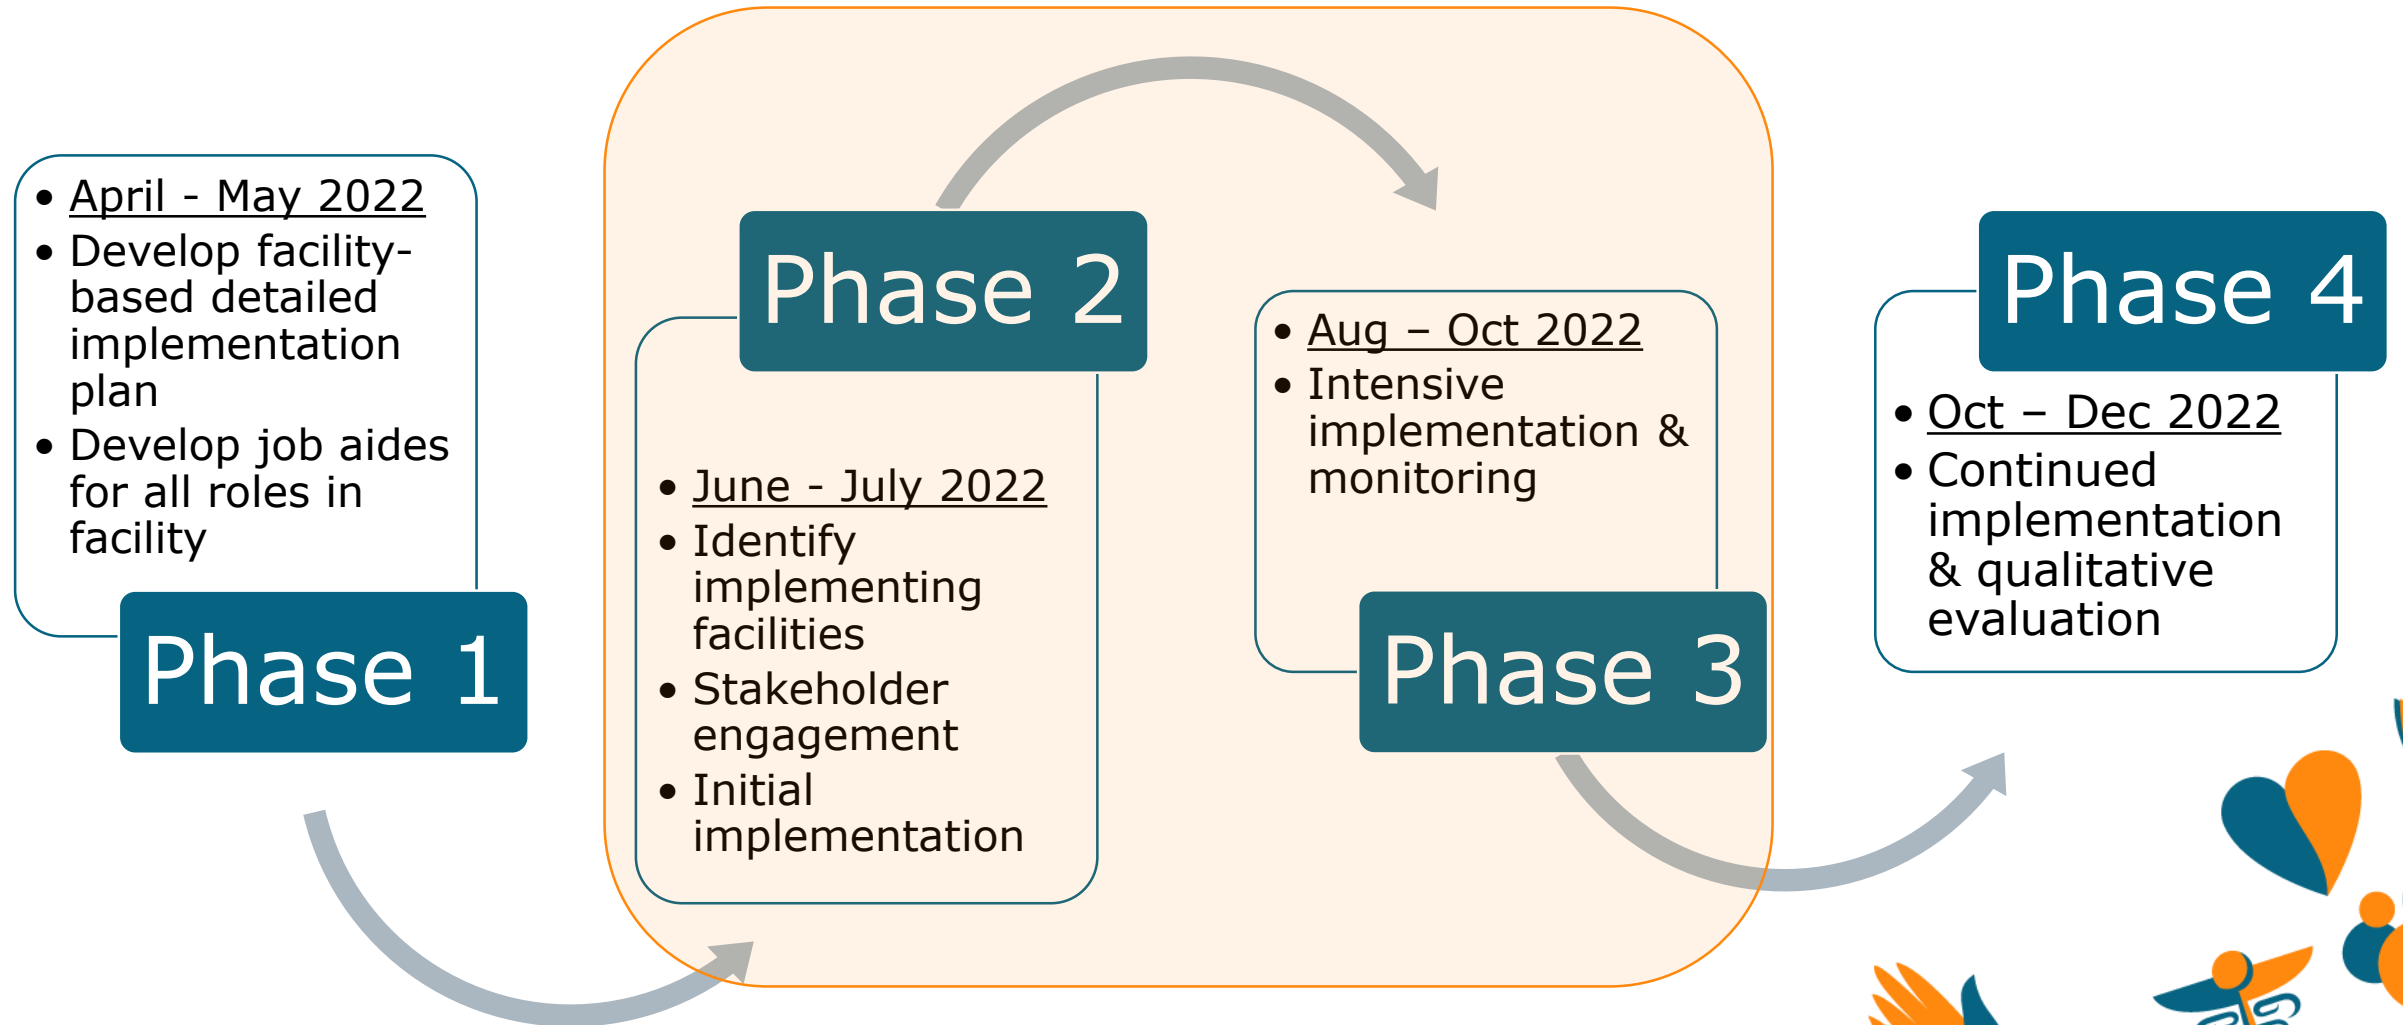 • April - May 2022
• Develop facility-
based detailed
implementation
plan
• Develop job aides
for all roles in
facility
Phase 1
Phase 2
• June - July 2022
• Identify
implementing
facilities
• Stakeholder
engagement
• Initial
implementation
• Aug – Oct 2022
• Intensive
implementation &
monitoring
Phase 3
Phase 4
• Oct – Dec 2022
• Continued
implementation
& qualitative
evaluation